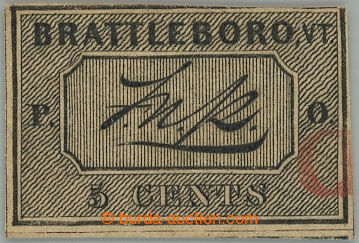 BRATTLEBORO, VT.
P. F.N.P. O.
5 CENTS
© burda-auction.com